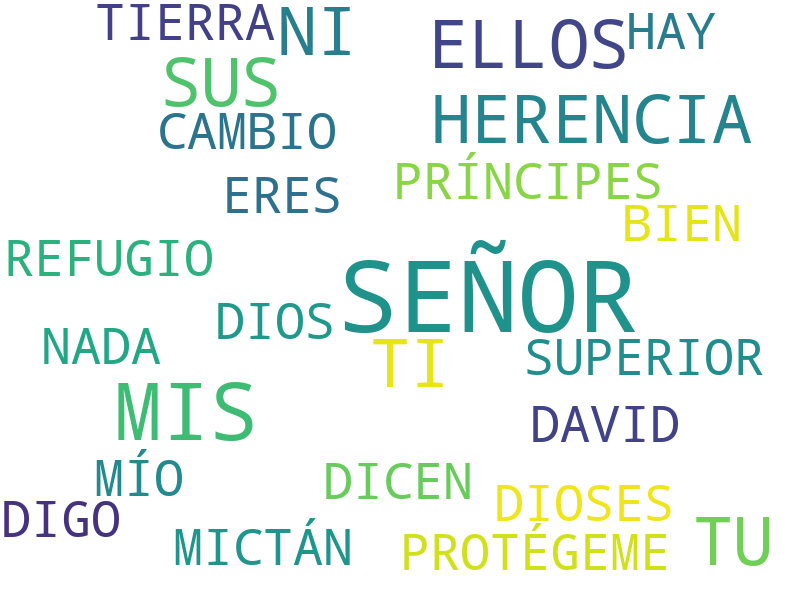 TIERRA
NI
ELLOS
HAY
SUS
HERENCIA
CAMBIO
PRÍNCIPES
ERES
BIEN
REFUGIO
SEÑOR
DIOS
NADA
TI
SUPERIOR
MIS
DAVID
MÍO
DICEN
DIOSES
DIGO
MICTÁN
PROTÉGEME
TU